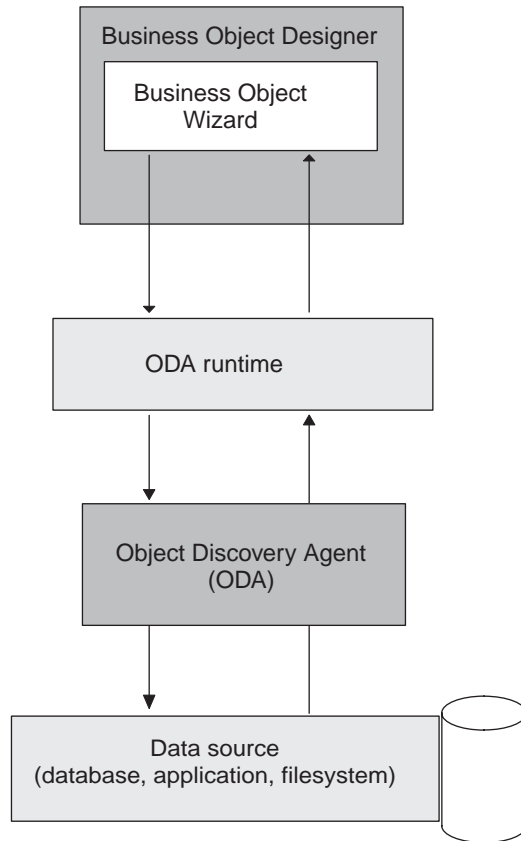 Business Object Designer
Business Object
Wizard
ODA runtime
Object Discovery Agent
(ODA)
Data source
(database, application, filesystem)